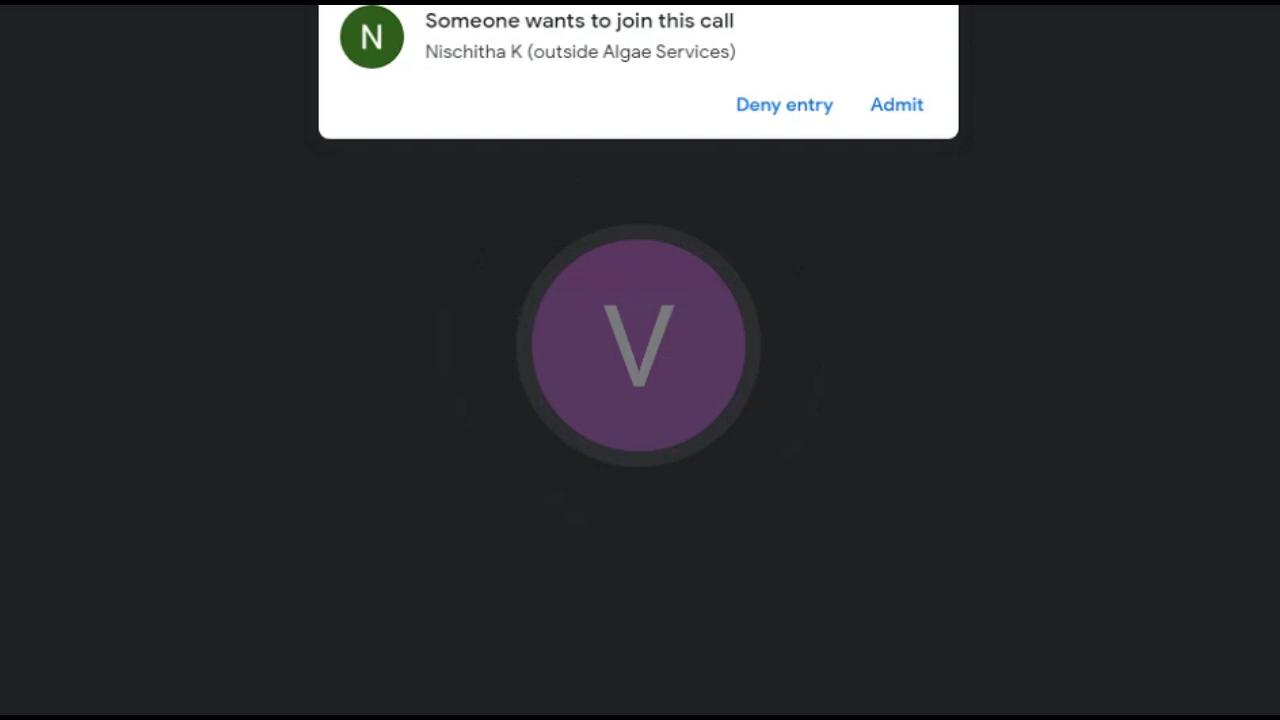 N
Someone wants to join this call
Nischitha K (outside Algae Services)
Deny entry Admit
V